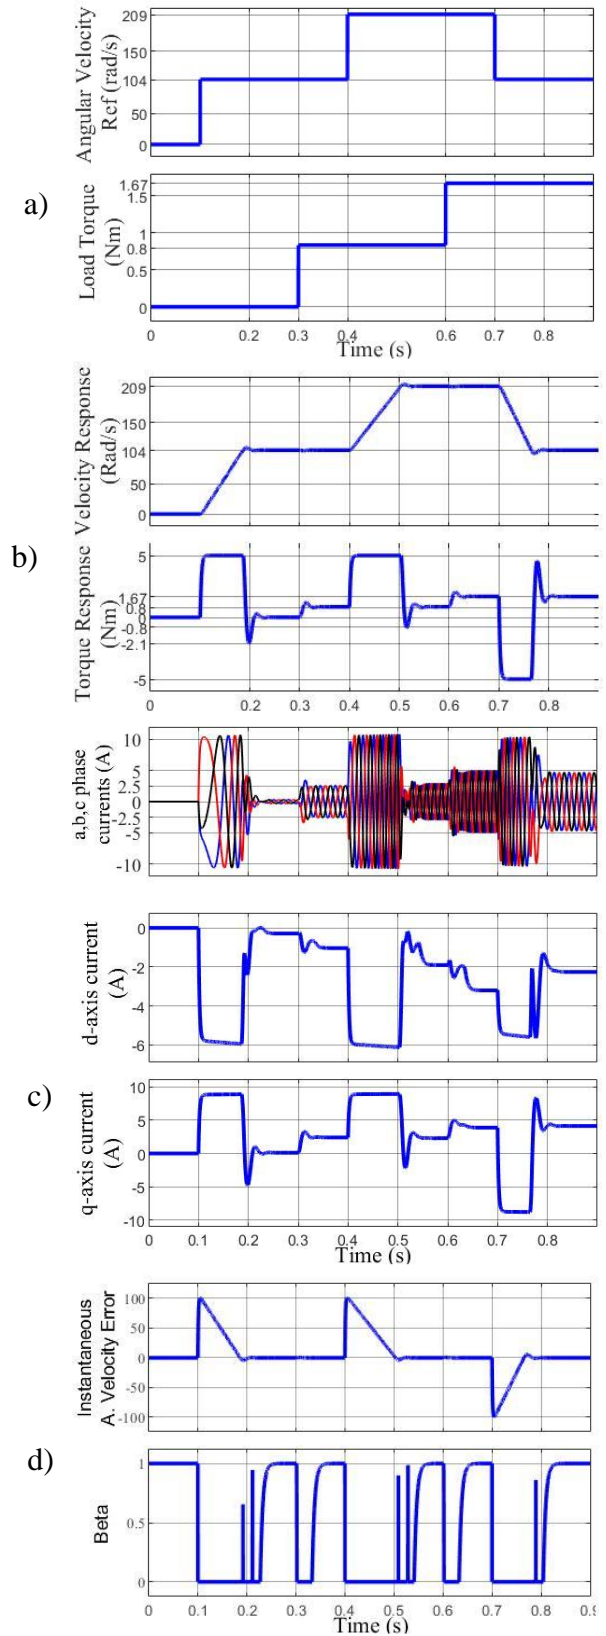 a)
Angular Velocity
Ref (rad/s)
209
150
104
50
0
Load Torque
(Nm)
1.67
1.5
1
0.8
0.5
0
0 0.2 0.3 0.4 0.6 0.7 0.8
Time (s)
b)
Velocity Response
(Rad/s)
209
150
104
50
0
Torque Response
(Nm)
5
1.67
0.8
0
-0.8
-2.1
-5
0 0.2 0.3 0.4 0.5 0.6 0.7 0.8
a,b,c phase
currents (A)
10
5
2.5
0
-2.5
-5
-10
c)
d-axis current
(A)
0
-2
-4
-6
q-axis current
(A)
10
5
0
-5
-10
0 0.1 0.2 0.3 0.4 0.5 0.6 0.7 0.8
Time (s)
d)
Instantaneous
A. Velocity Error
100
50
0
-50
-100
Beta
1
0.5
0
0 0.1 0.2 0.3 0.4 0.5 0.6 0.7 0.8 0.9
Time (s)